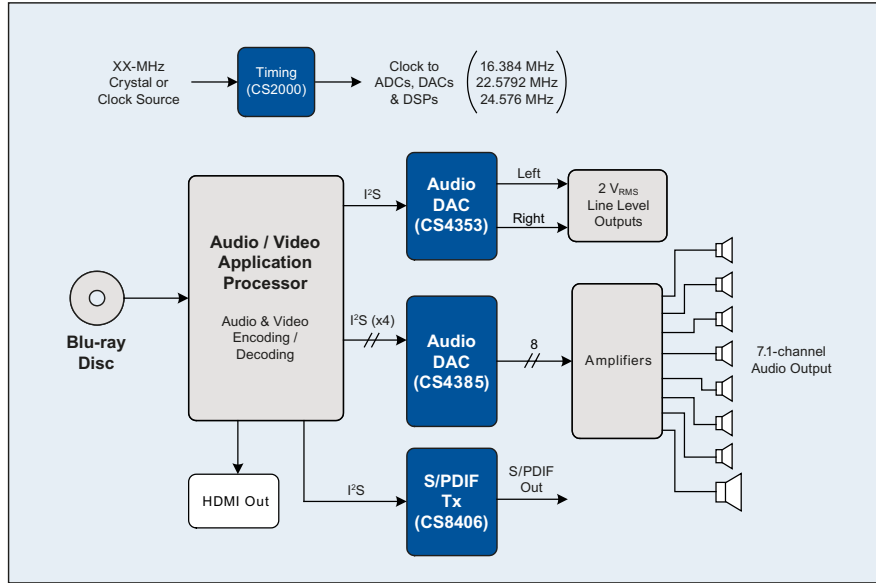 XX-MHz
Crystal or
Clock Source
Timing
(CS2000)
Clock to
ADCs, DACs
& DSPs
16.384 MHz
22.5792 MHz
24.576 MHz
Blu-ray
Disc
Audio / Video
Application
Processor
Audio & Video
Encoding /
Decoding
I²S
Audio
DAC
(CS4353)
Left
Right
2 VRMS
Line Level
Outputs
I²S (x4)
Audio
DAC
(CS4385)
8
Amplifiers
7.1-channel
Audio Output
HDMI Out
I²S
S/PDIF
Tx
(CS8406)
S/PDIF
Out